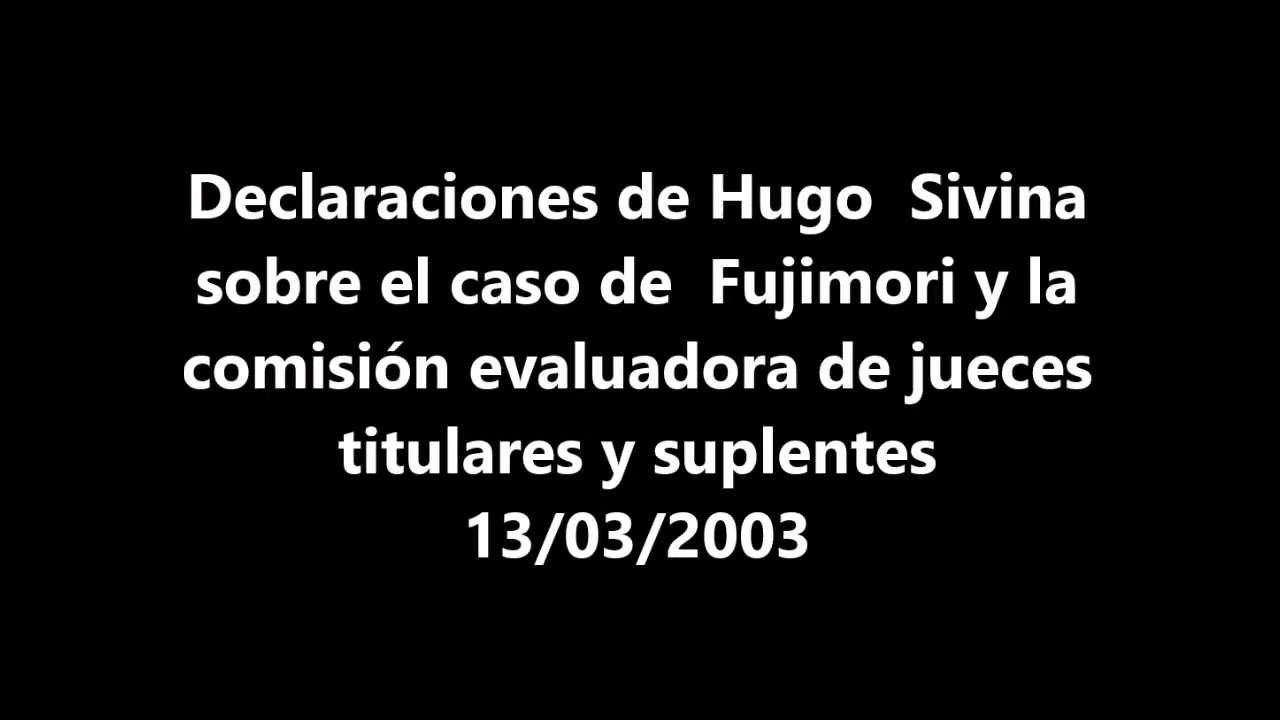 Declaraciones de Hugo  Sivina
sobre el caso de  Fujimori y la
comisión evaluadora de jueces
titulares y suplentes
13/03/2003